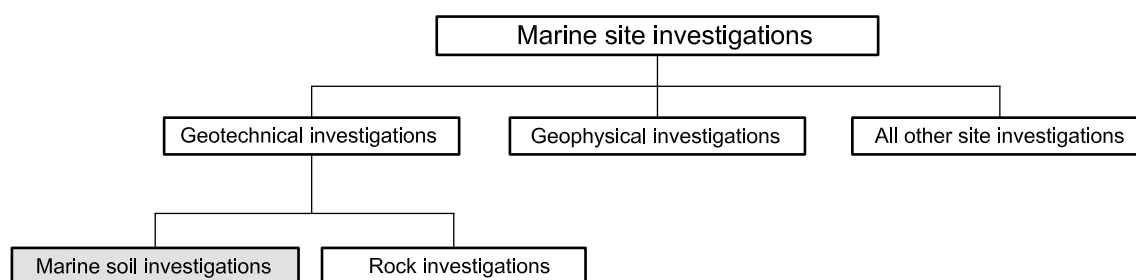 Marine site investigations
Geotechnical investigations
Geophysical investigations
All other site investigations
Marine soil investigations
Rock investigations